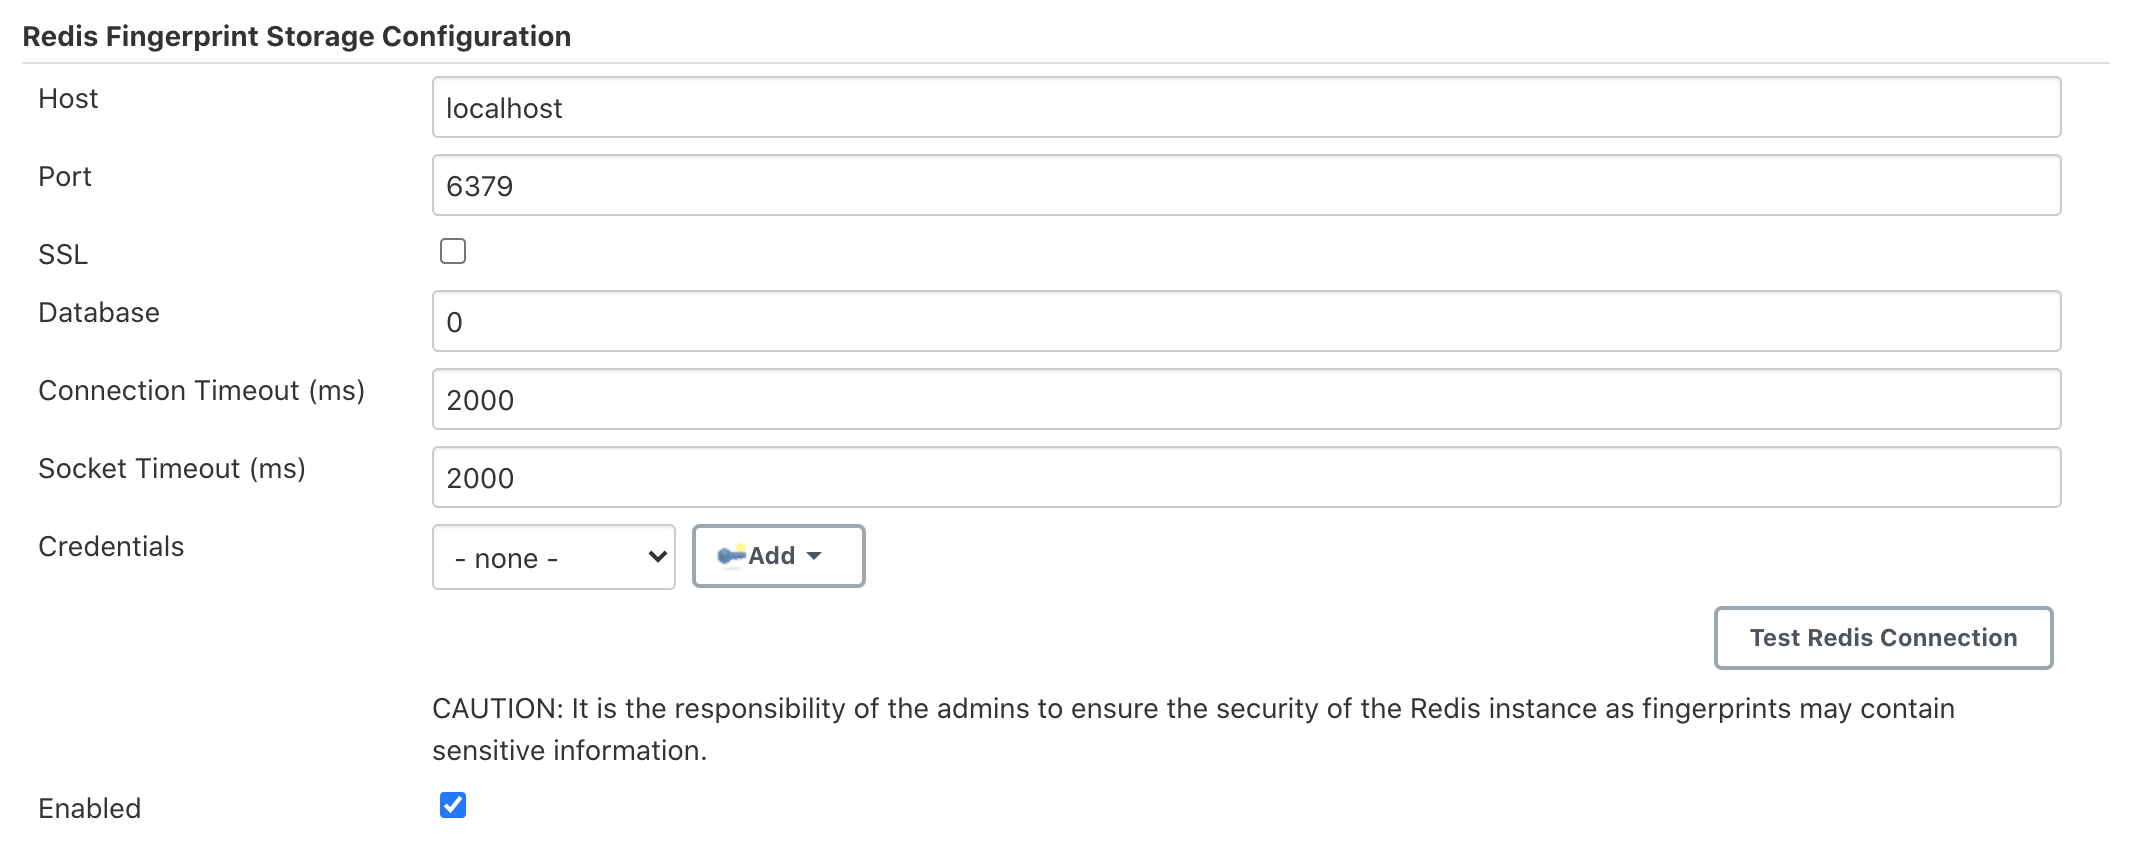 Redis Fingerprint Storage Configuration
Host
localhost
Port
6379
SSL
Database
0
Connection Timeout (ms)
2000
Socket Timeout (ms)
2000
Credentials
- none -
Add
Test Redis Connection
CAUTION: It is the responsibility of the admins to ensure the security of the Redis instance as fingerprints may contain
sensitive information.
Enabled